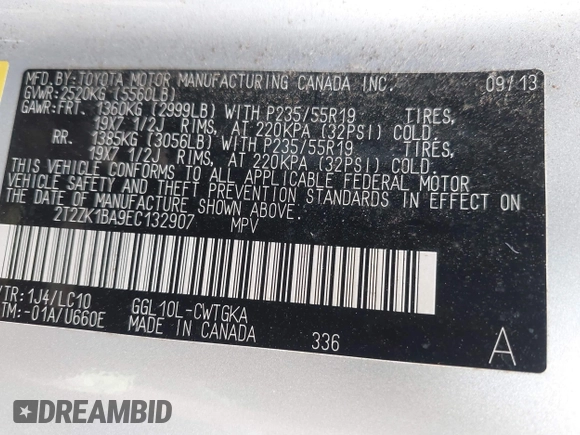 MFD.BY:TOYOTA MOTOR MANUFACTURING CANADA INC. 09/13
GVWR:2520KG (5560LB)
GAWR:FRT. 1360KG (2999LB) WITH P235/55R19 TIRES,
19X7 1/2J RIMS, AT 220KPA (32PSI) COLD.
RR. 1385KG (3056LB) WITH P235/55R19 TIRES,
19X7 1/2J RIMS, AT 220KPA (32PSI) COLD.
THIS VEHICLE CONFORMS TO ALL APPLICABLE FEDERAL MOTOR
VEHICLE SAFETY AND THEFT PREVENTION STANDARDS IN EFFECT ON
THE DATE OF MANUFACTURE SHOWN ABOVE.
2T2ZK1BA9EC132907 MPV
/TR:1J4/LC10 GGL10L-CWTGKA
TM:-01A/U660E MADE IN CANADA 336 A
DREAMBID